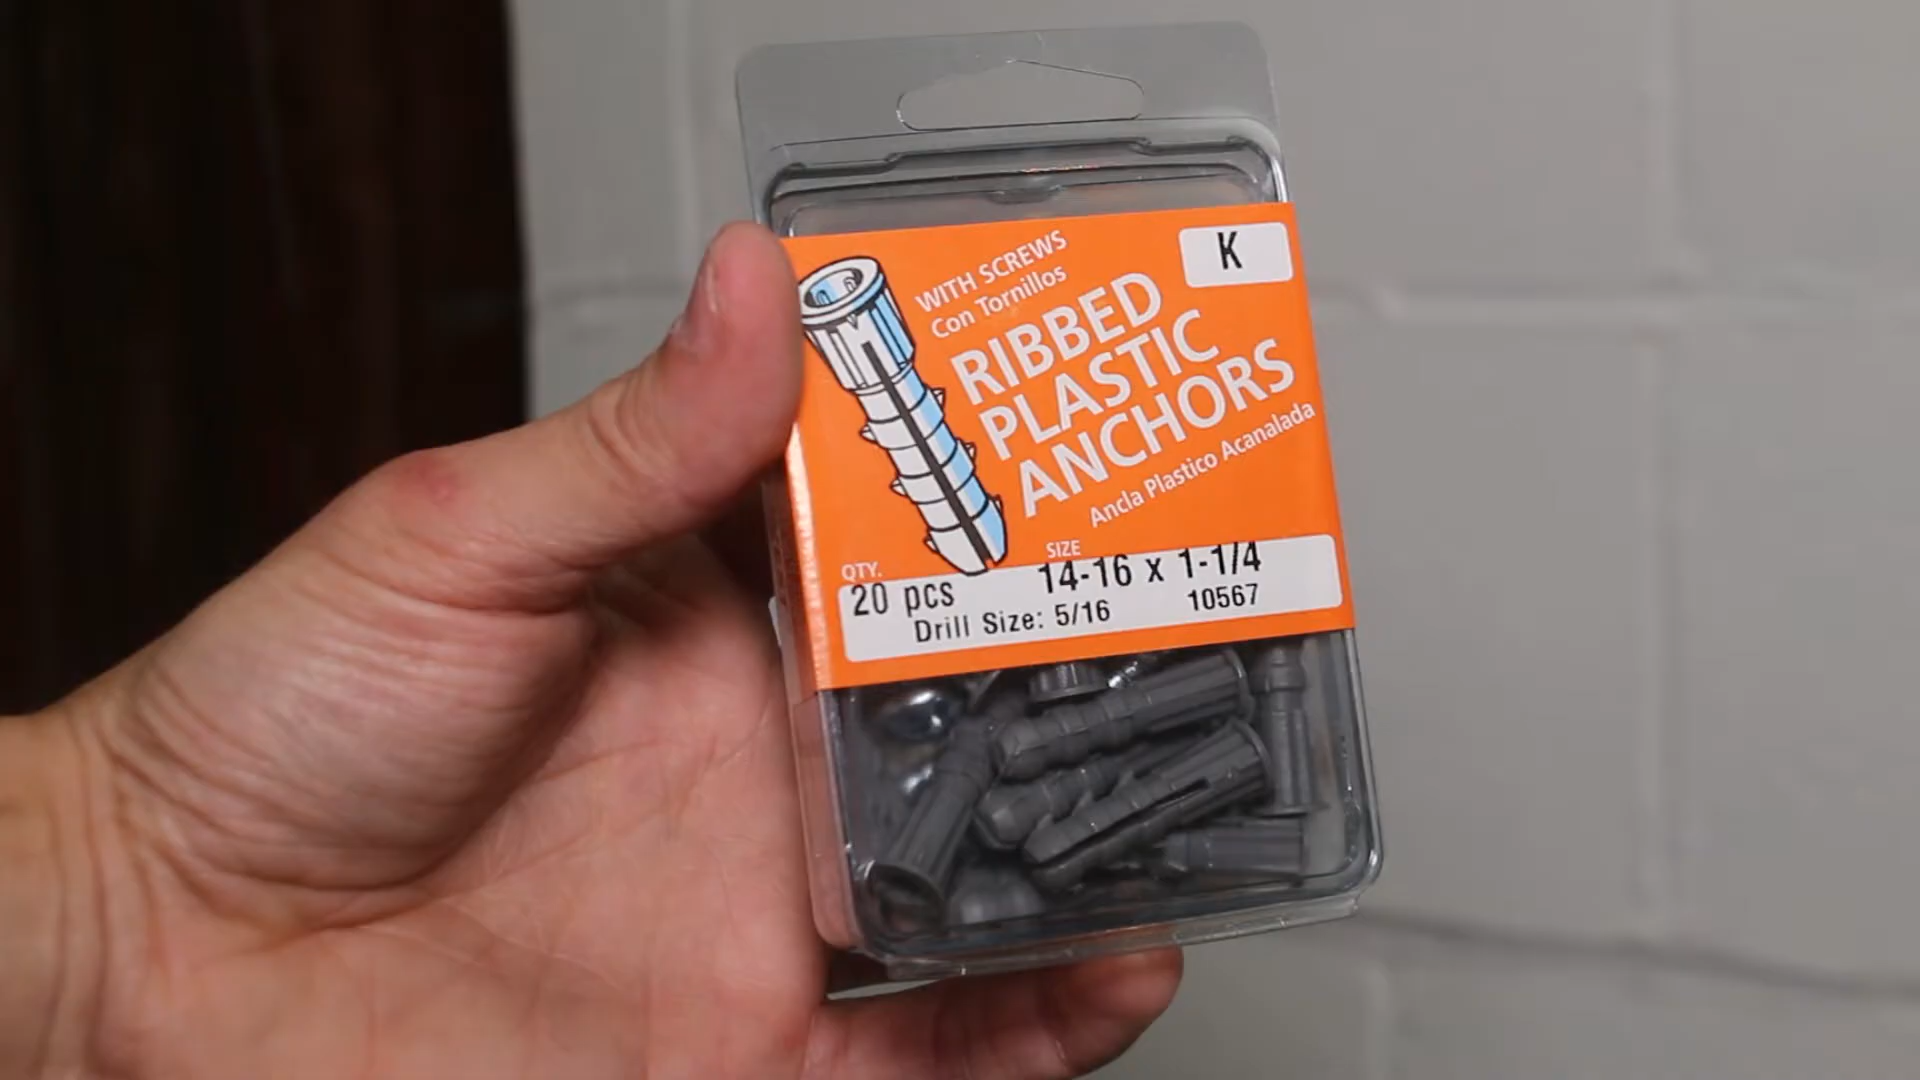 K
WITH SCREWS
Con Tornillos
RIBBED
PLASTIC
ANCHORS
Ancla Plastico Acanalada
QTY.
SIZE
20 pcs
14-16 x 1-1/4
Drill Size: 5/16
10567